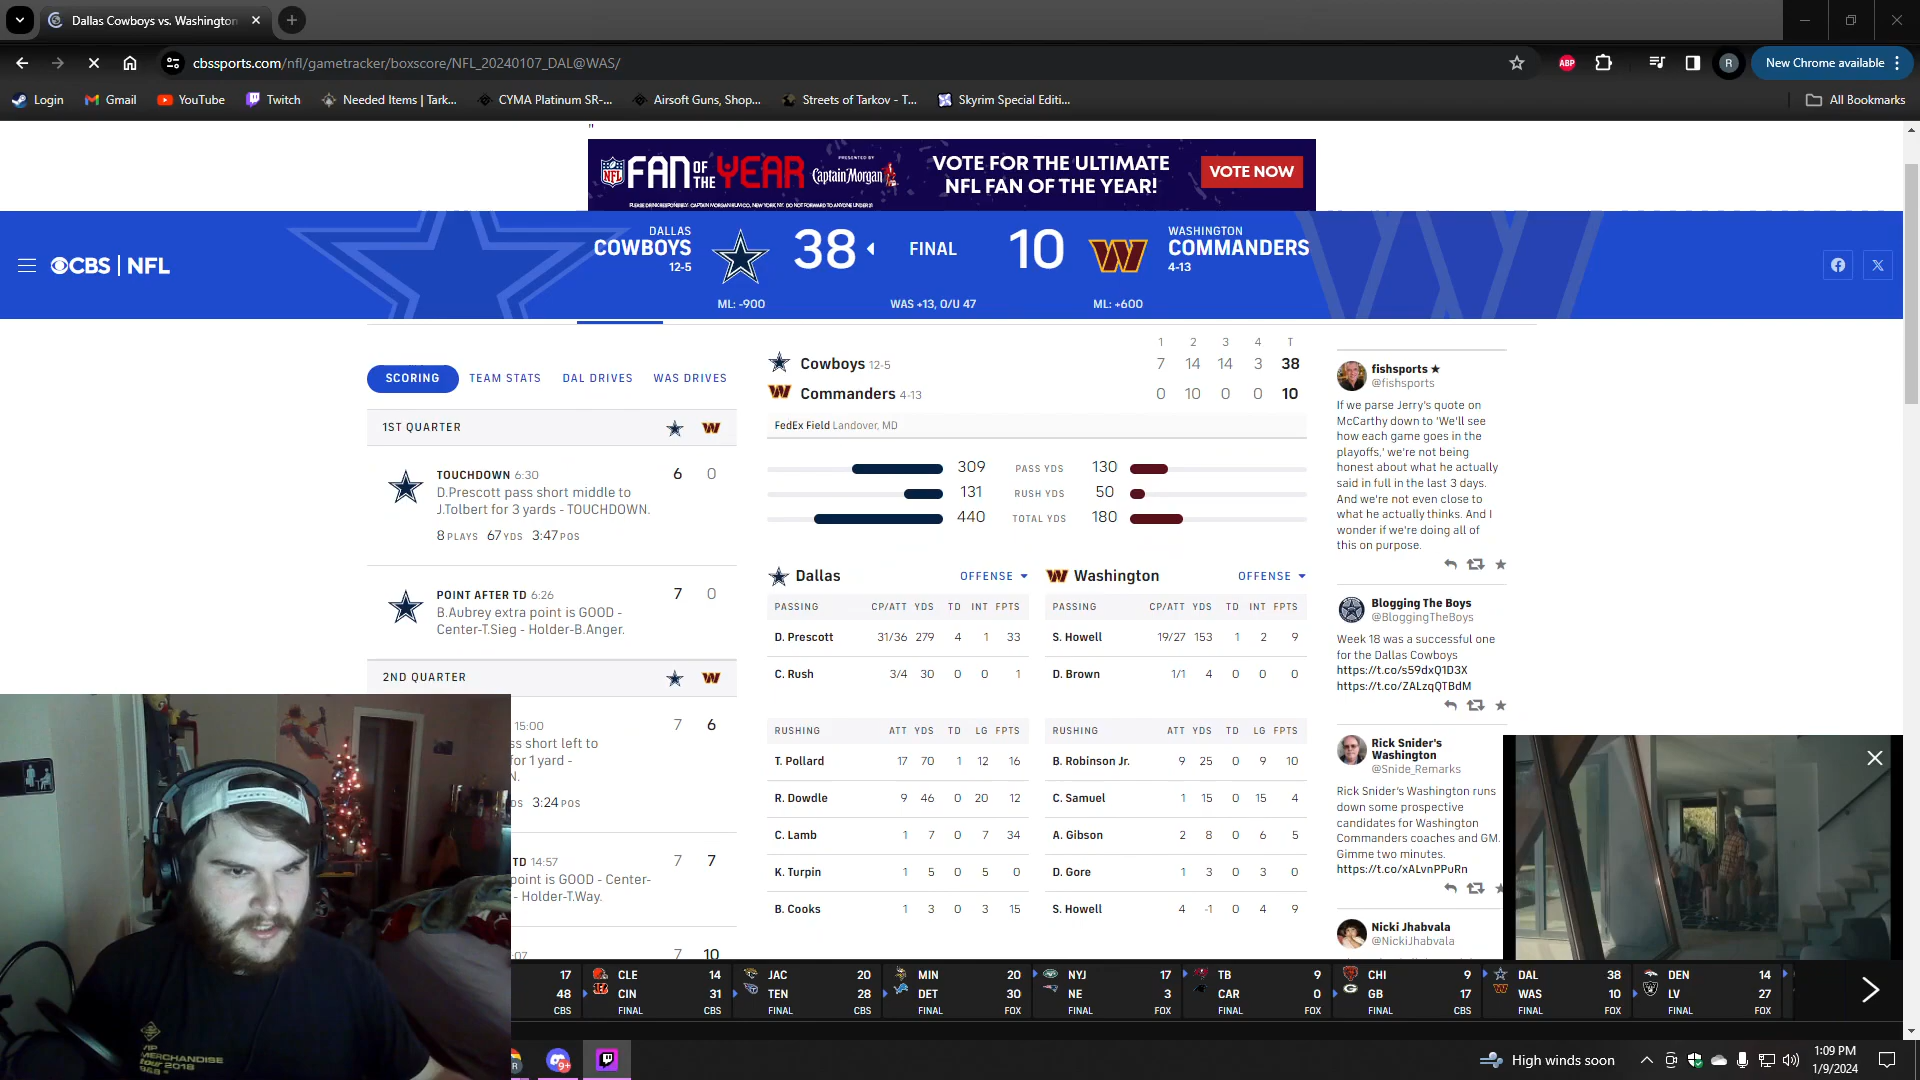 Dallas Cowboys vs. Washington
cbssports.com/nfl/gametracker/boxscore/NFL_20240107_DAL@WAS/
ABP
R
New Chrome available
Login
Gmail
YouTube
Twitch
Needed Items | Tark...
CYMA Platinum SR-...
Airsoft Guns, Shop...
Streets of Tarkov - T...
Skyrim Special Editi...
All Bookmarks
"
NFL FAN OF THE YEAR
PRESENTED BY
Captain Morgan
VOTE FOR THE ULTIMATE
NFL FAN OF THE YEAR!
VOTE NOW
CBS | NFL
DALLAS
COWBOYS
12-5
38
FINAL
10
WASHINGTON
COMMANDERS
4-13
ML: -900
WAS +13, O/U 47
ML: +600
SCORING TEAM STATS DAL DRIVES WAS DRIVES
1ST QUARTER
TOUCHDOWN 6:30 6 0
D.Prescott pass short middle to
J.Tolbert for 3 yards - TOUCHDOWN.
8 PLAYS 67 YDS 3:47 POS
POINT AFTER TD 6:26 7 0
B.Aubrey extra point is GOOD -
Center-T.Sieg - Holder-B.Anger.
2ND QUARTER
15:00 7 6
ss short left to
for 1 yard -
N.
DS 3:24 POS
TD 14:57 7 7
point is GOOD - Center-
- Holder-T.Way.
:07 7 10
1 2 3 4 T
Cowboys 12-5 7 14 14 3 38
Commanders 4-13 0 10 0 0 10
FedEx Field Landover, MD
309 PASS YDS 130
131 RUSH YDS 50
440 TOTAL YDS 180
Dallas OFFENSE
PASSING CP/ATT YDS TD INT FPTS
D. Prescott 31/36 279 4 1 33
C. Rush 3/4 30 0 0 1
RUSHING ATT YDS TD LG FPTS
T. Pollard 17 70 1 12 16
R. Dowdle 9 46 0 20 12
C. Lamb 1 7 0 7 34
K. Turpin 1 5 0 5 0
B. Cooks 1 3 0 3 15
Washington OFFENSE
PASSING CP/ATT YDS TD INT FPTS
S. Howell 19/27 153 1 2 9
D. Brown 1/1 4 0 0 0
RUSHING ATT YDS TD LG FPTS
B. Robinson Jr. 9 25 0 9 10
C. Samuel 1 15 0 15 4
A. Gibson 2 8 0 6 5
D. Gore 1 3 0 3 0
S. Howell 4 -1 0 4 9
fishsports ★
@fishsports
If we parse Jerry's quote on
McCarthy down to 'We'll see
how each game goes in the
playoffs,' we're not being
honest about what he actually
said in full in the last 3 days.
And we're not even close to
what he actually thinks. And I
wonder if we're doing all of
this on purpose.
Blogging The Boys
@BloggingTheBoys
Week 18 was a successful one
for the Dallas Cowboys
https://t.co/s59dxQ1D3X
https://t.co/ZALzqQTBdM
Rick Snider's
Washington
@Snide_Remarks
Rick Snider's Washington runs
down some prospective
candidates for Washington
Commanders coaches and GM.
Gimme two minutes.
https://t.co/xALvnPPuRn
Nicki Jhabvala
@NickiJhabvala
VIP
MERCHANDISE
tour 2018
17
48
CBS
CLE 14
CIN 31
FINAL CBS
JAC 20
TEN 28
FINAL CBS
MIN 20
DET 30
FINAL FOX
NYJ 17
NE 3
FINAL FOX
TB 9
CAR 0
FINAL FOX
CHI 9
GB 17
FINAL CBS
DAL 38
WAS 10
FINAL FOX
DEN 14
LV 27
FINAL FOX
9+
High winds soon
1:09 PM
1/9/2024